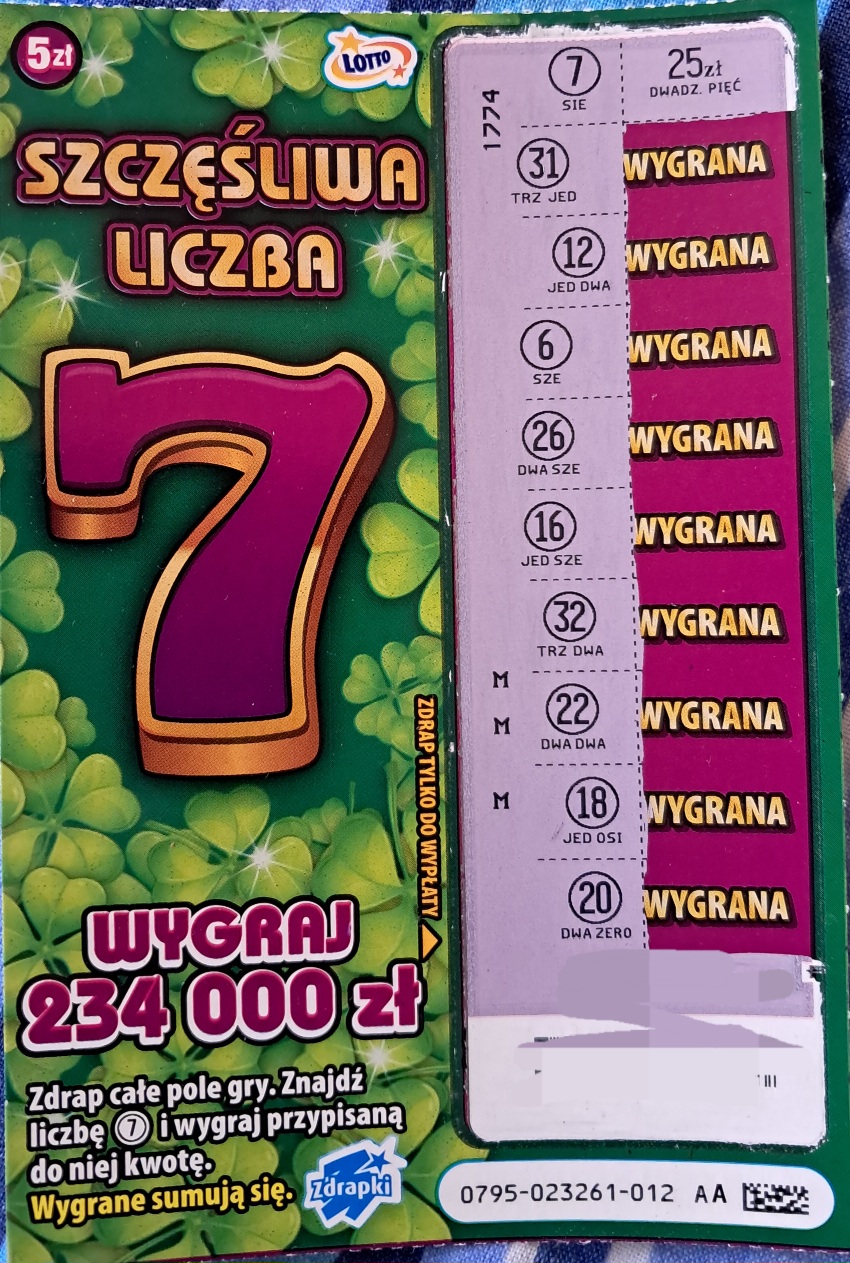 5zł
LOTTO
SZCZĘŚLIWA
LICZBA
7
WYGRAJ
234 000 zł
Zdrap całe pole gry. Znajdź
liczbę 7 i wygraj przypisaną
do niej kwotę.
Wygrane sumują się.
Zdrapki
ZDRAP TYLKO DO WYPŁATY
1774
7 25zł
SIE DWADZ. PIĘĆ
31 WYGRANA
TRZ JED
12 WYGRANA
JED DWA
6 WYGRANA
SZE
26 WYGRANA
DWA SZE
16 WYGRANA
JED SZE
32 WYGRANA
TRZ DWA
M
22 WYGRANA
M
DWA DWA
M
18 WYGRANA
JED OSI
20 WYGRANA
DWA ZERO
0795-023261-012 AA